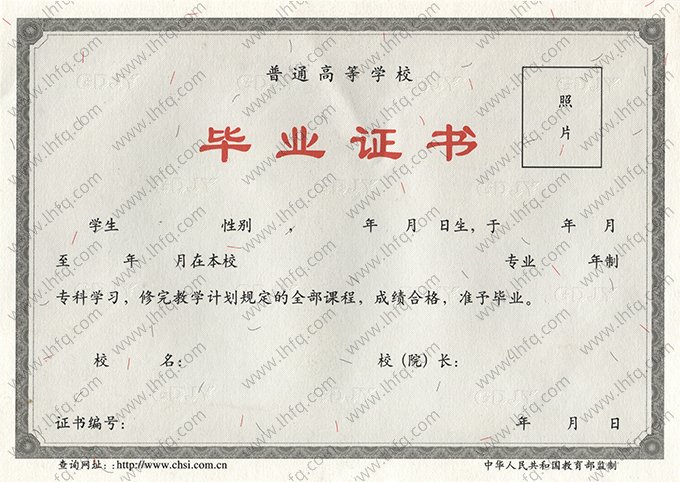 普通高等学校
照
片
毕业证书
学生 性别 , 年 月 日生, 于 年 月
至 年 月在本校 专业 年制
专科学习, 修完教学计划规定的全部课程, 成绩合格, 准予毕业。
校 名: 校 (院) 长:
证书编号: 年 月 日
查询网址: :http://www.chsi.com.cn 中华人民共和国教育部监制
www.lhfq.com